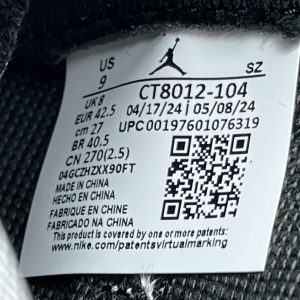 US SZ
9
UK 8
EUR 42.5
cm 27
BR 40.5
CN 270(2.5)
04GCZHZXX90FT
CT8012-104
04/17/24 | 05/08/24
UPC 00197601076319
MADE IN CHINA
HECHO EN CHINA
FABRIQUE EN CHINE
FABRICADO NA CHINA
This product is covered by one or more patents:
www.nike.com/patentsvirtualmarking